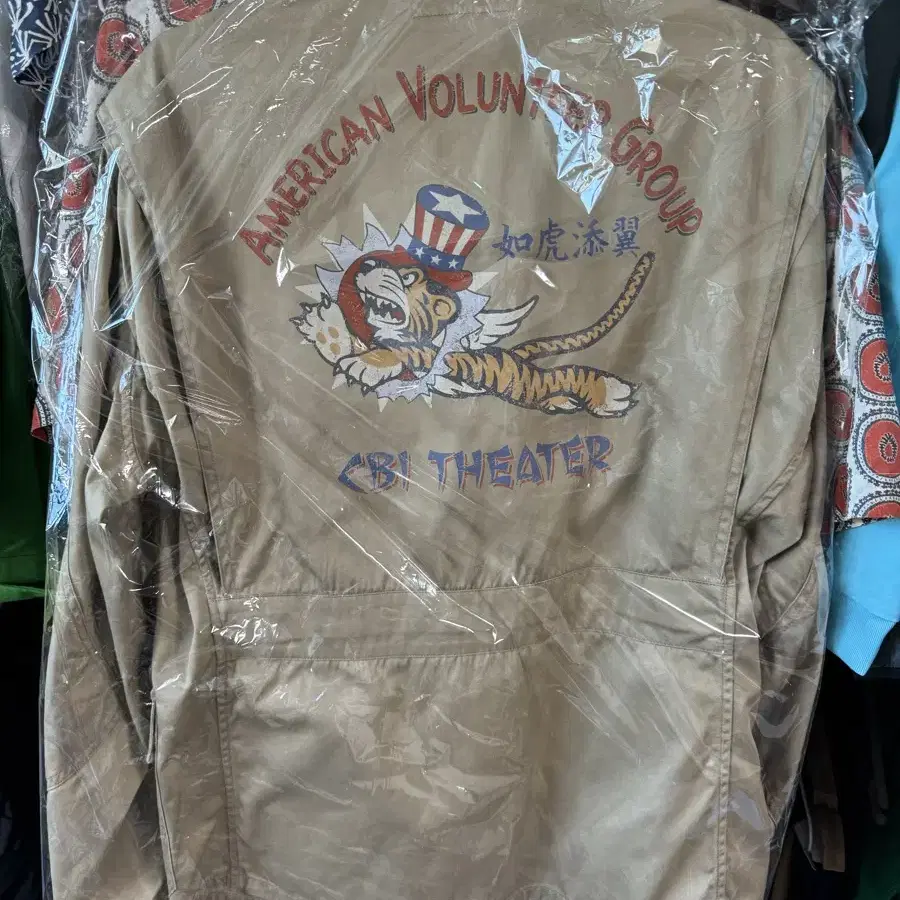 AMERICAN VOLUNTEER GROUP
如虎添翼
CBI THEATER